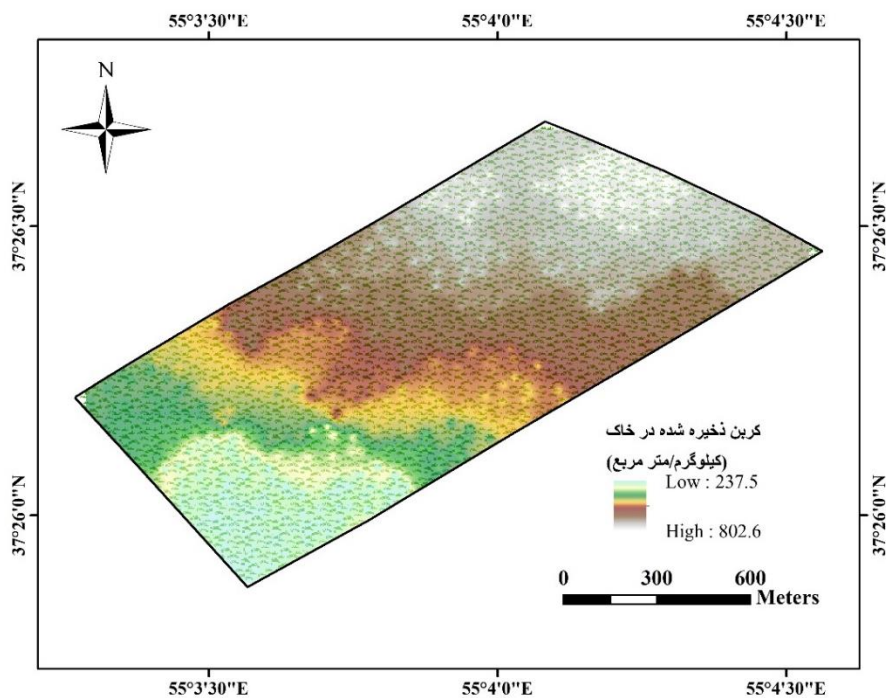 55°3'30"E 55°4'0"E 55°4'30"E
N
37°26'30"N 37°26'30"N
کربن ذخیره شده در خاک
(کیلوگرم/متر مربع)
Low : 237.5
High : 802.6
37°26'0"N 37°26'0"N
0 300 600
Meters
55°3'30"E 55°4'0"E 55°4'30"E